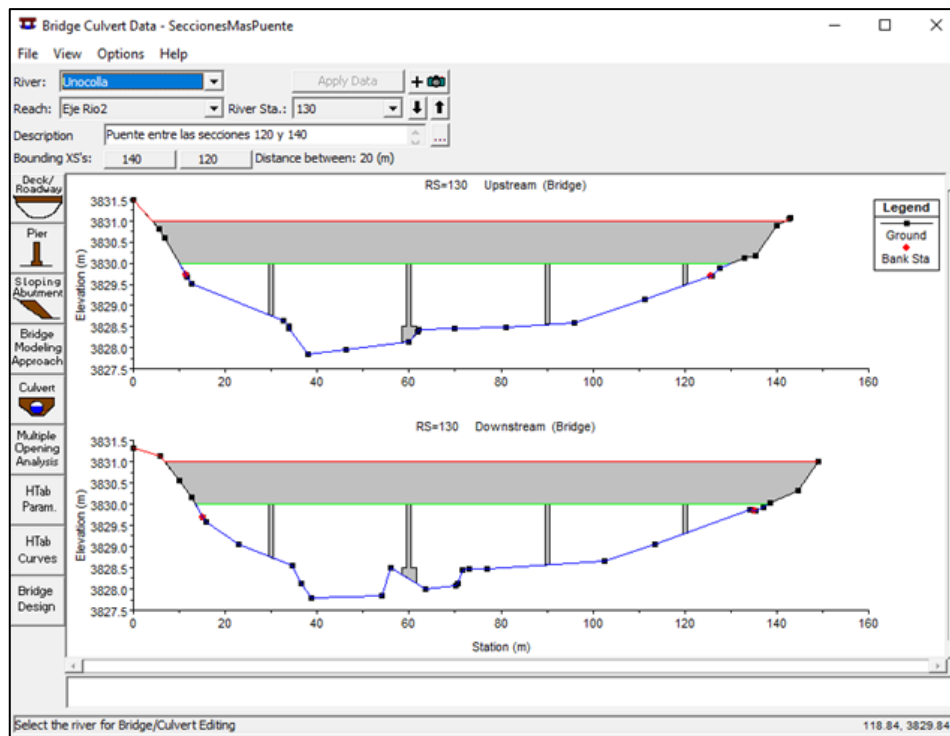 Bridge Culvert Data - SeccionesMasPuente
File View Options Help
River: Unocolla Apply Data +
Reach: Eje Rio2 River Sta.: 130
Description Puente entre las secciones 120 y 140 ...
Bounding XS's: 140 120 Distance between: 20 (m)
Deck/
Roadway
Pier
Sloping
Abutment
Bridge
Modeling
Approach
Culvert
Multiple
Opening
Analysis
HTab
Param.
HTab
Curves
Bridge
Design
RS=130 Upstream (Bridge)
Elevation (m)
3831.5
3831.0
3830.5
3830.0
3829.5
3829.0
3828.5
3828.0
3827.5
0 20 40 60 80 100 120 140 160
Legend
Ground
Bank Sta
RS=130 Downstream (Bridge)
Elevation (m)
3831.5
3831.0
3830.5
3830.0
3829.5
3829.0
3828.5
3828.0
3827.5
0 20 40 60 80 100 120 140 160
Station (m)
Select the river for Bridge/Culvert Editing 118.84, 3829.84